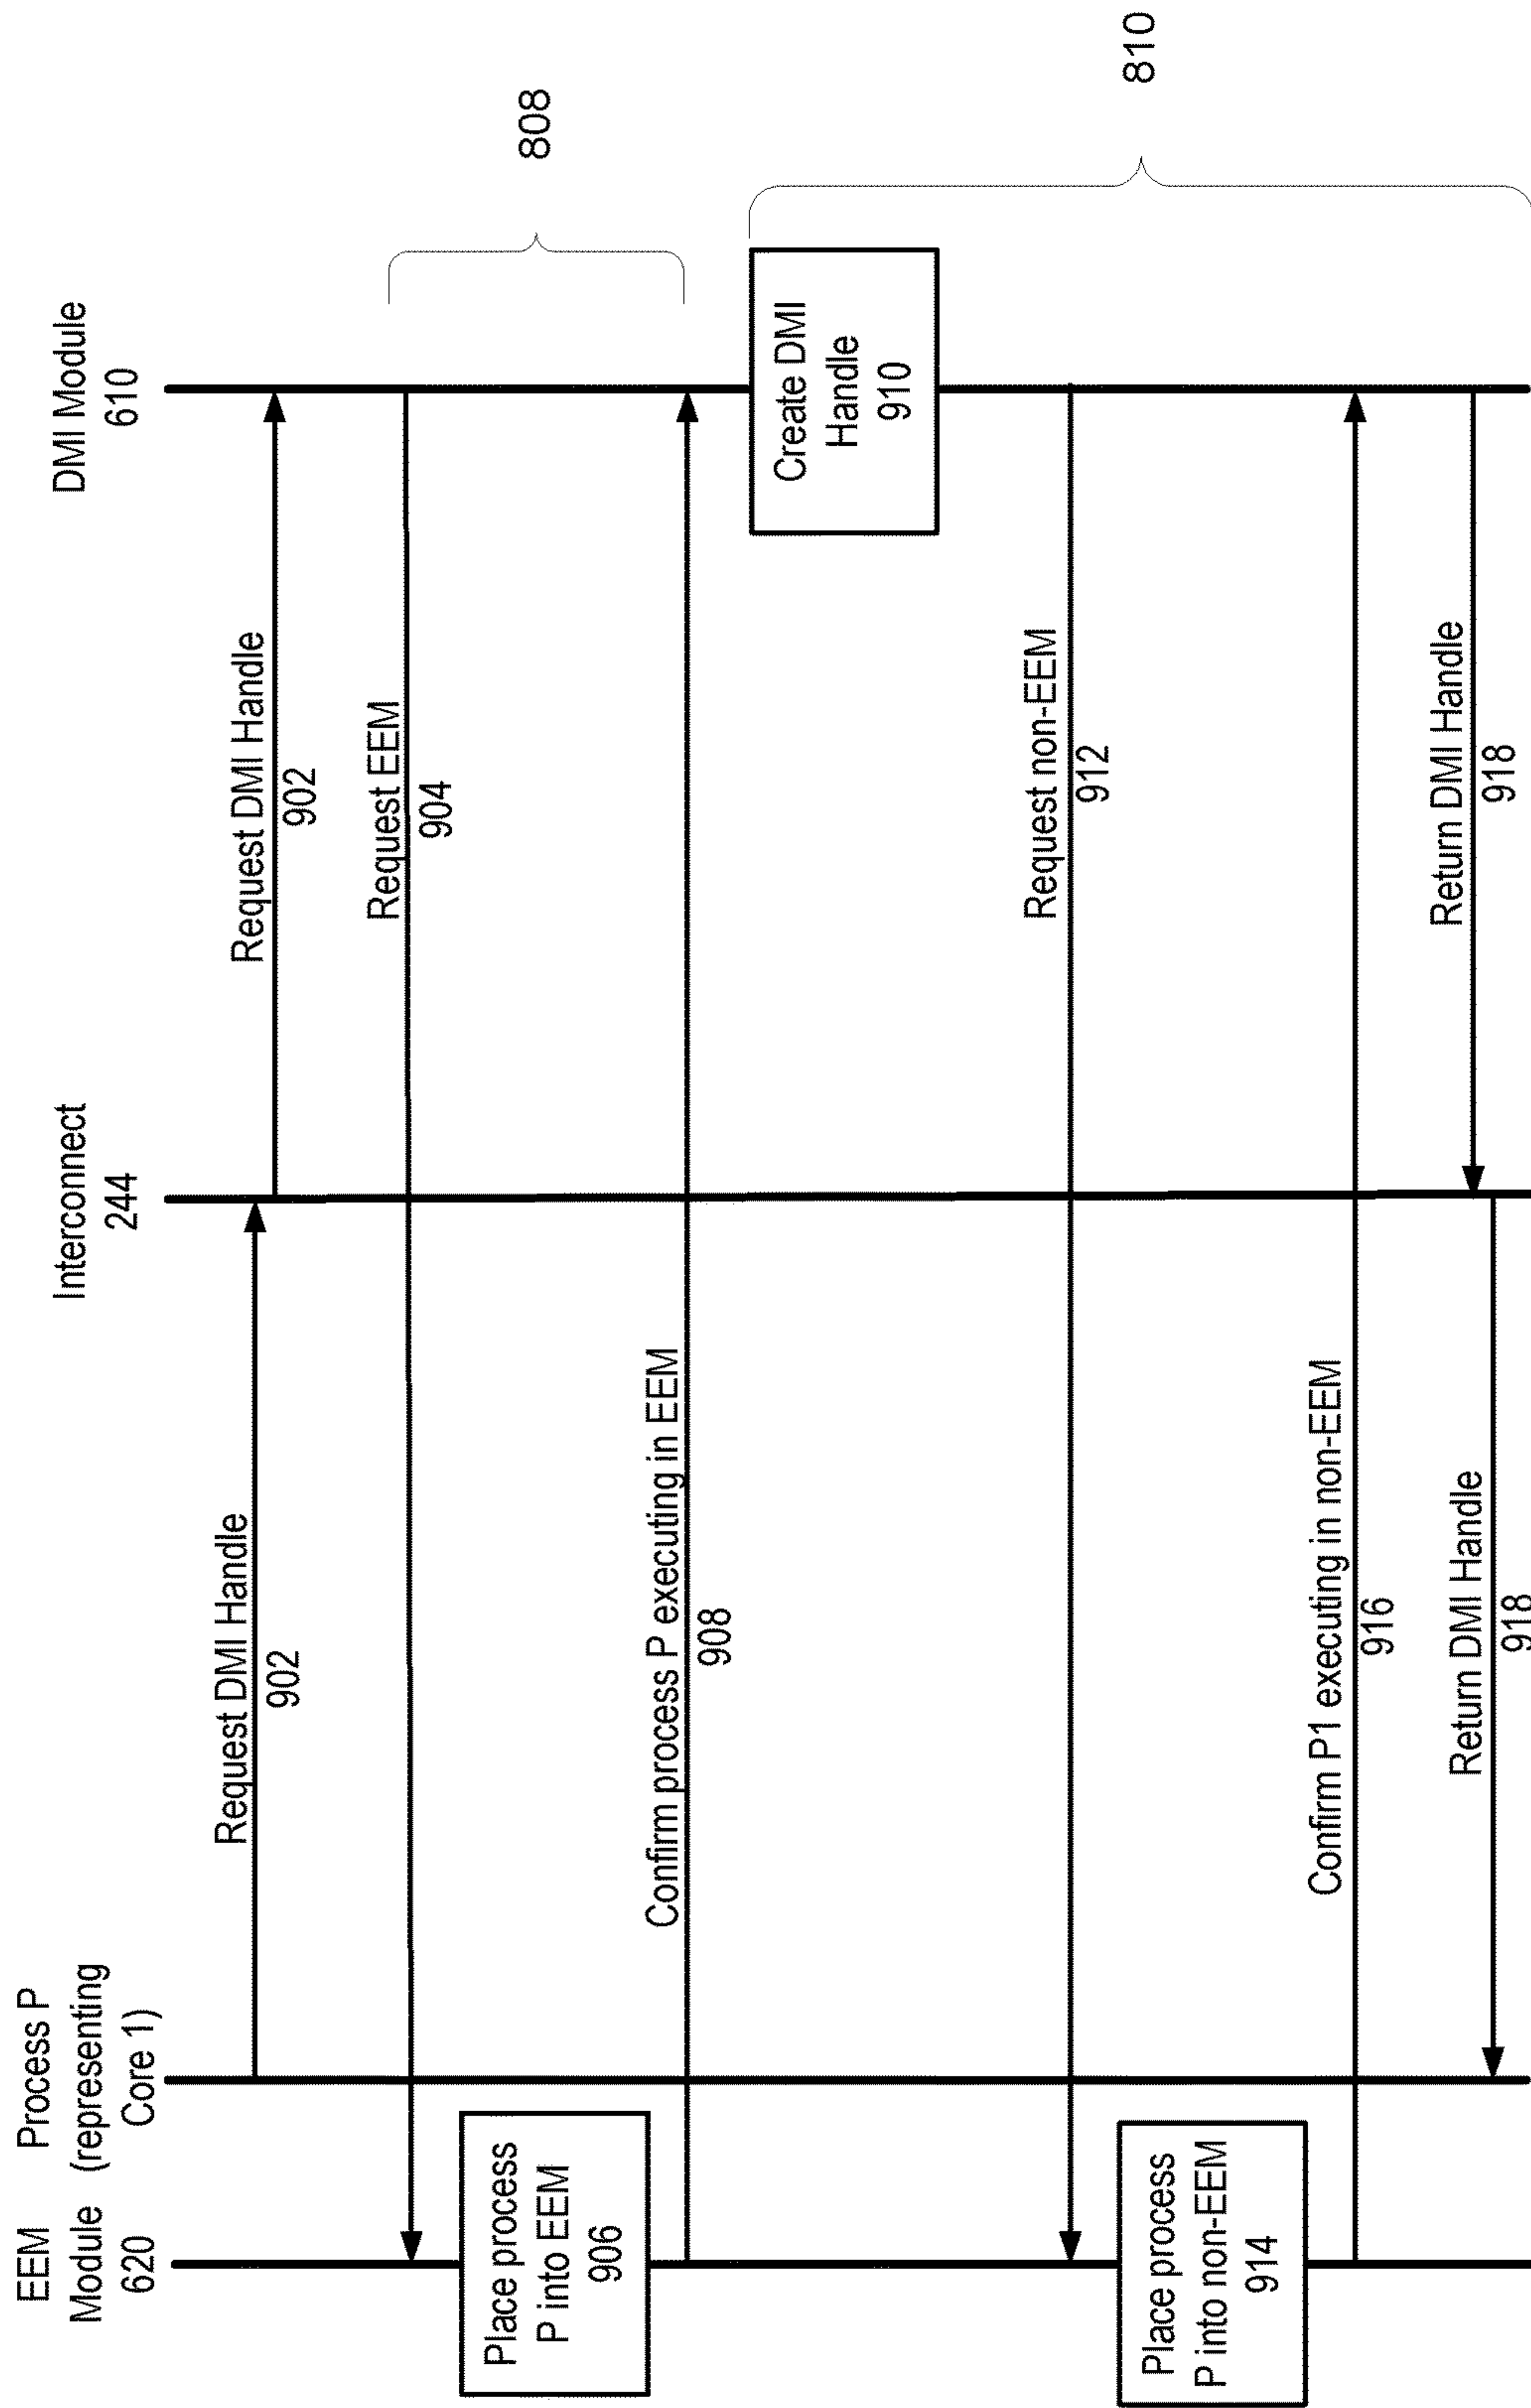 EEM
Module
620
Process P
(representing
Core 1)
Interconnect
244
DMI Module
610
Request DMI Handle
902
Request DMI Handle
902
Request EEM
904
808
Place process
P into EEM
906
Confirm process P executing in EEM
908
Create DMI
Handle
910
810
Request non-EEM
912
Place process
P into non-EEM
914
Confirm P1 executing in non-EEM
916
Return DMI Handle
918
Return DMI Handle
918